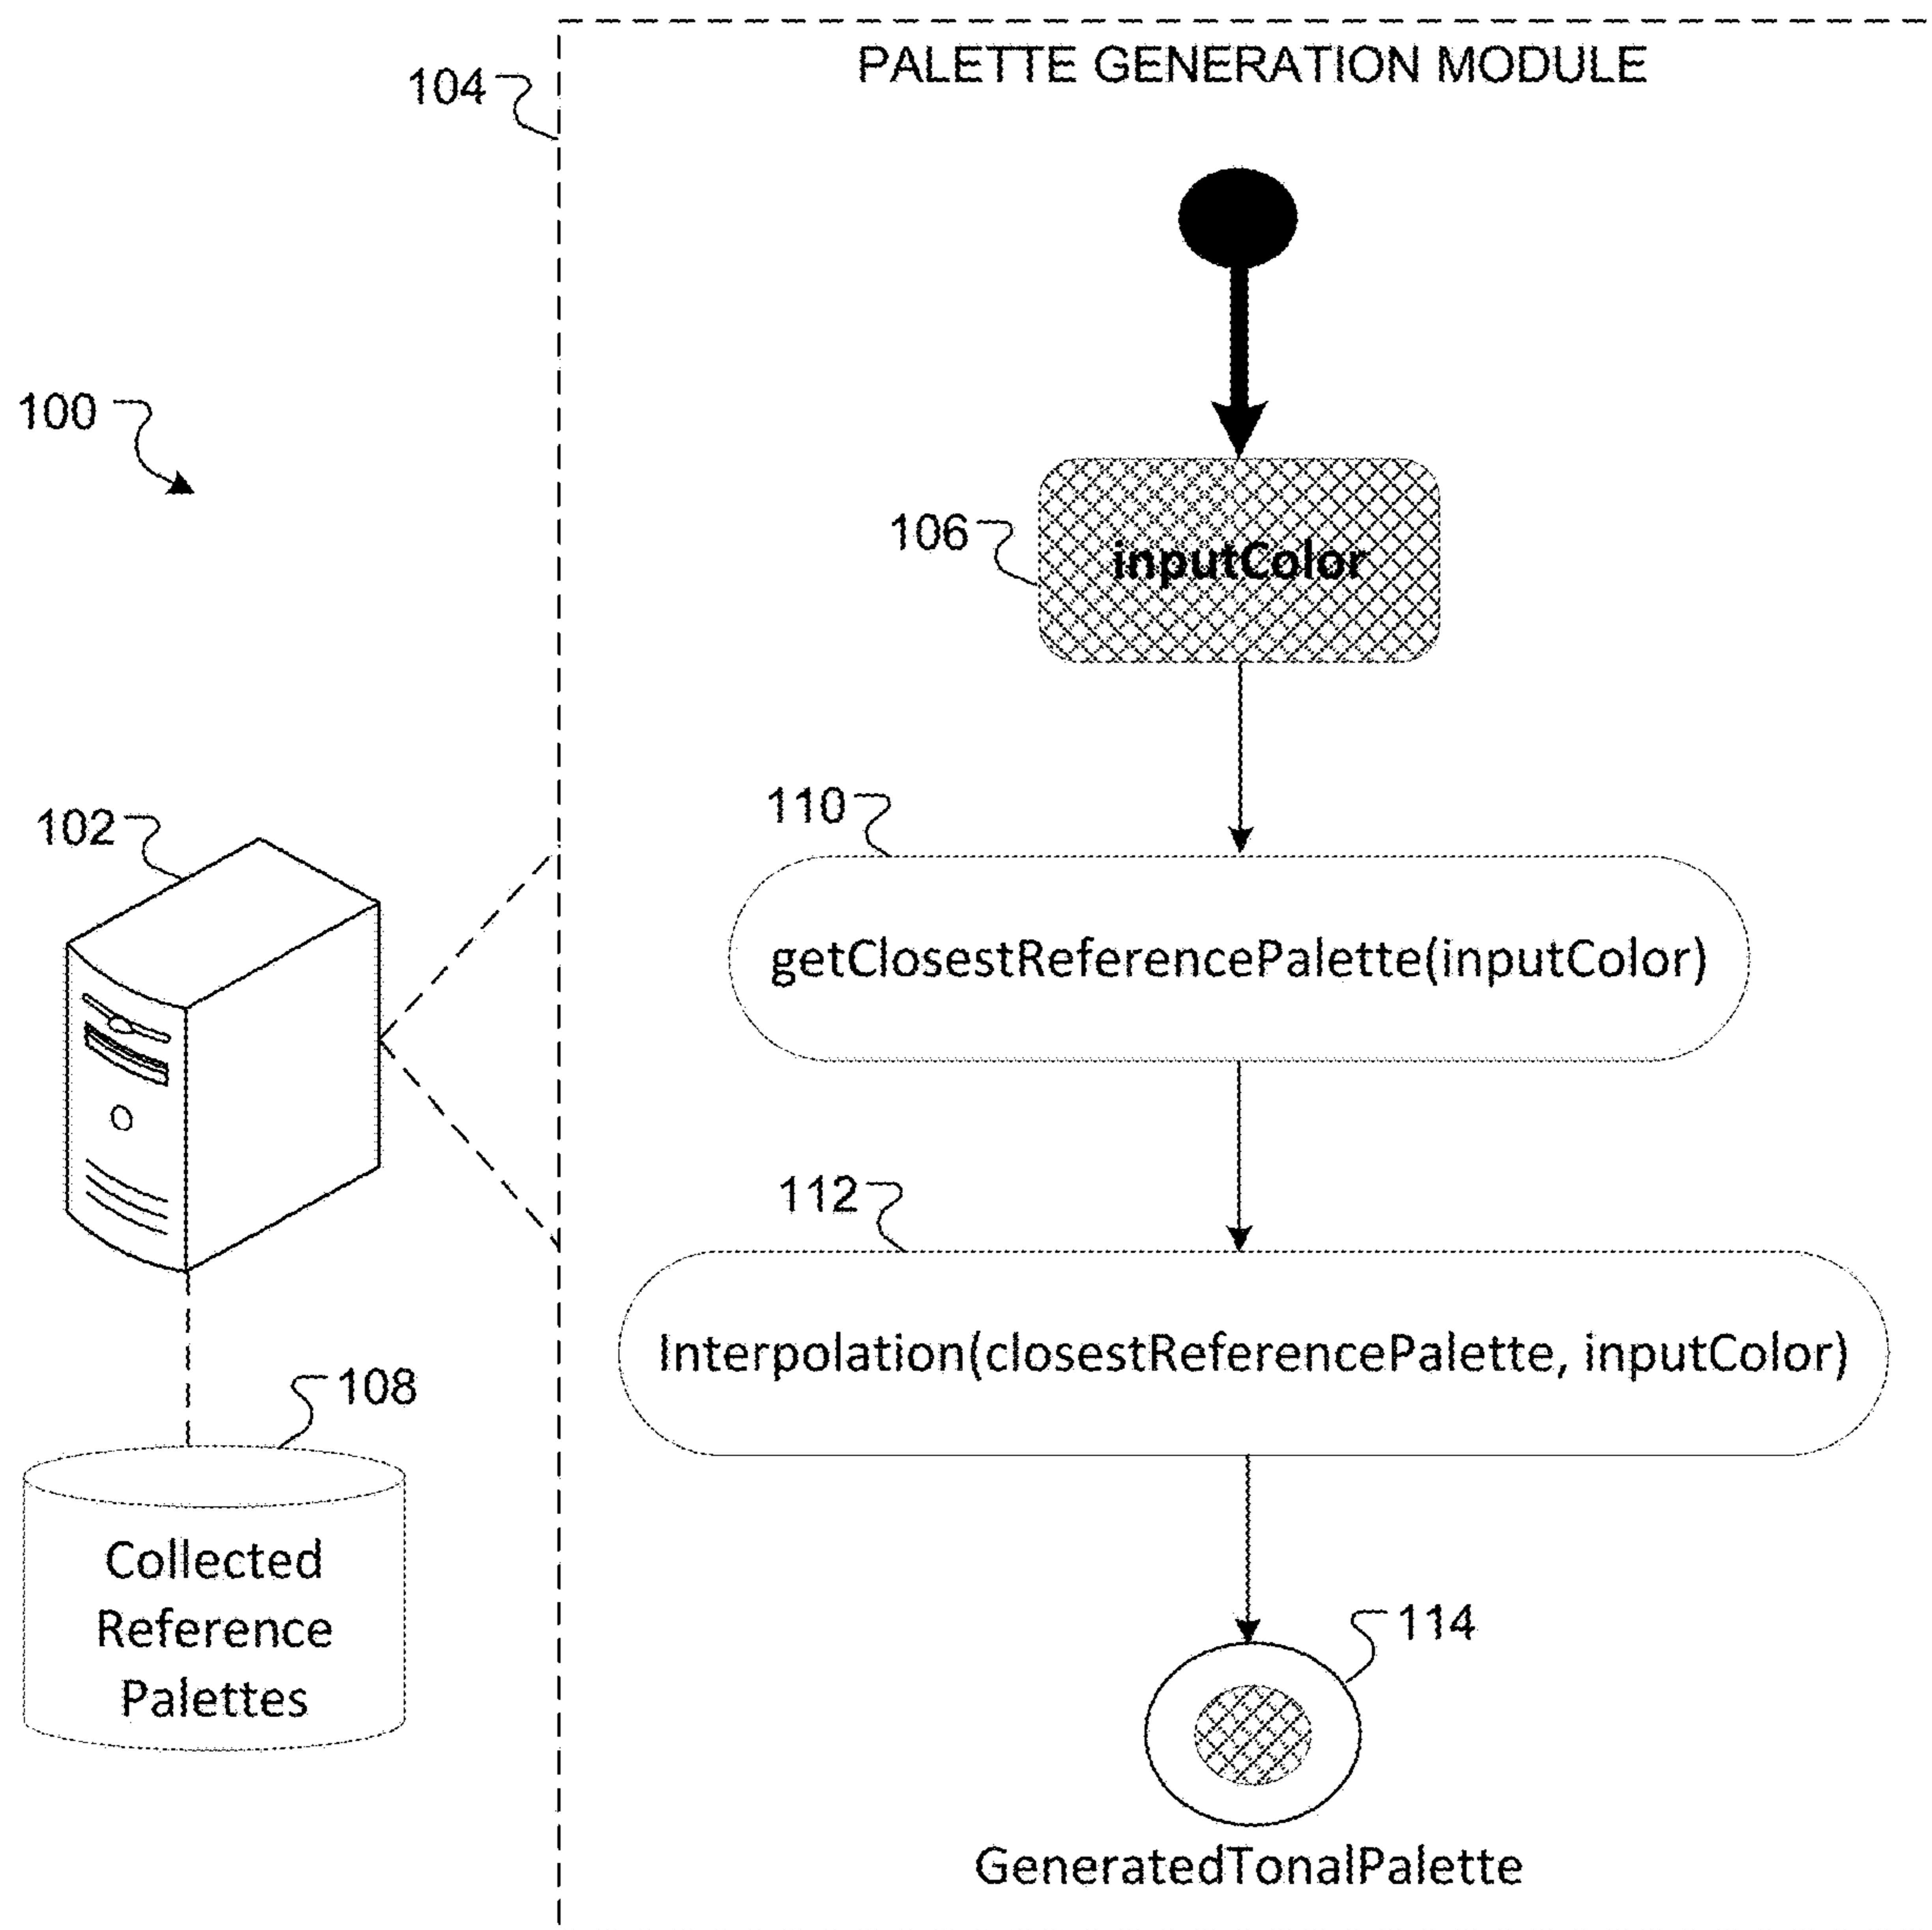 PALETTE GENERATION MODULE
104
100
106
inputColor
110
102
getClosestReferencePalette(inputColor)
112
Interpolation(closestReferencePalette, inputColor)
108
Collected
Reference
Palettes
114
GeneratedTonalPalette